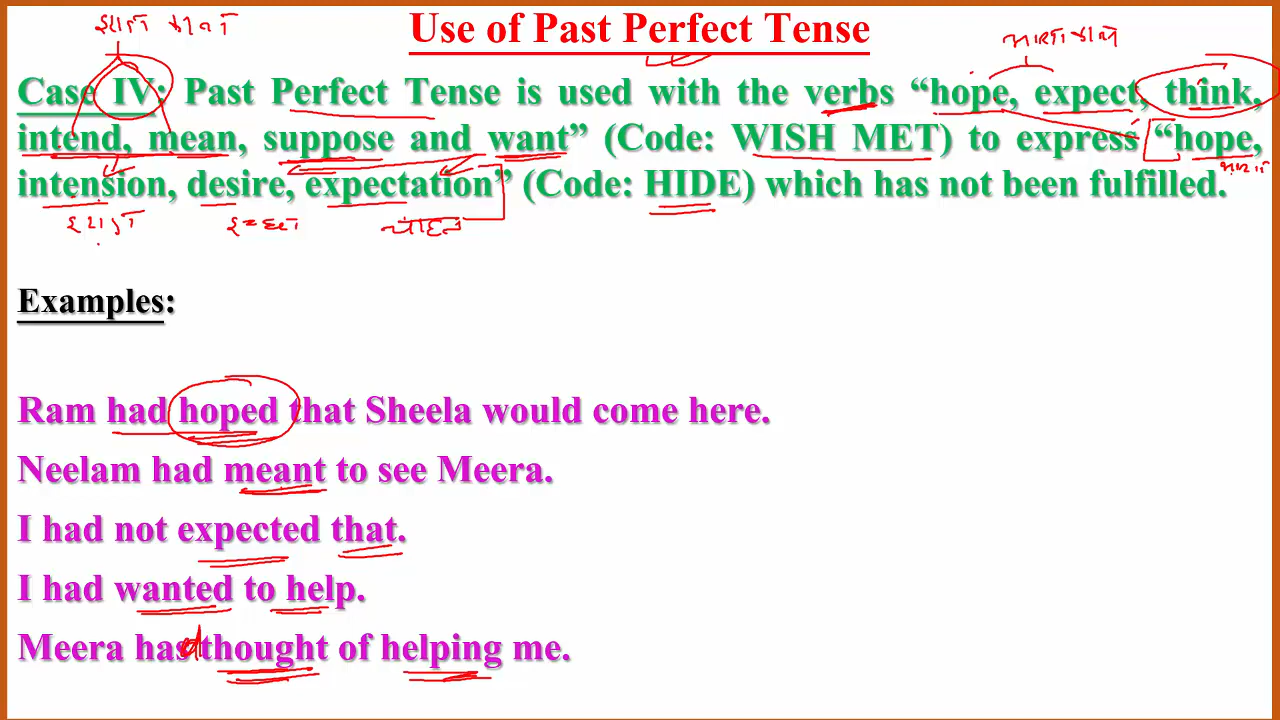 Use of Past Perfect Tense
Case IV: Past Perfect Tense is used with the verbs “hope, expect, think,
intend, mean, suppose and want” (Code: WISH MET) to express “hope,
intension, desire, expectation” (Code: HIDE) which has not been fulfilled.
Examples:
Ram had hoped that Sheela would come here.
Neelam had meant to see Meera.
I had not expected that.
I had wanted to help.
Meera has thought of helping me.